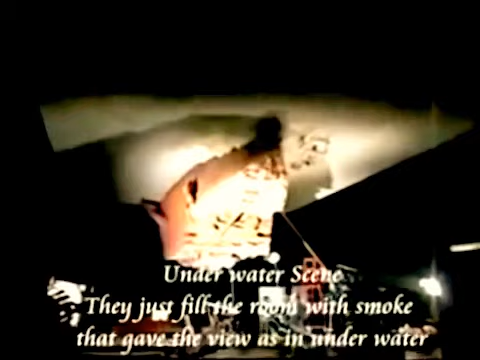 Under water Scene
They just fill the room with smoke
that gave the view as in under water